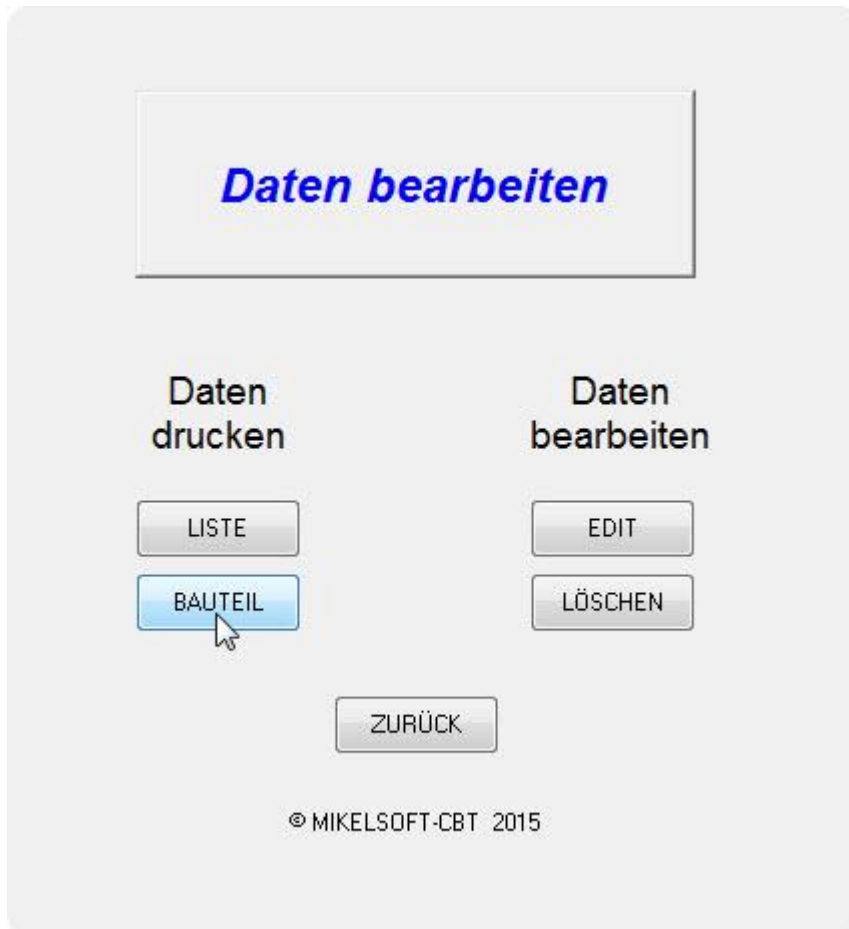 Daten bearbeiten
Daten
drucken
Daten
bearbeiten
LISTE
EDIT
BAUTEIL
LÖSCHEN
ZURÜCK
© MIKELSOFT-CBT 2015